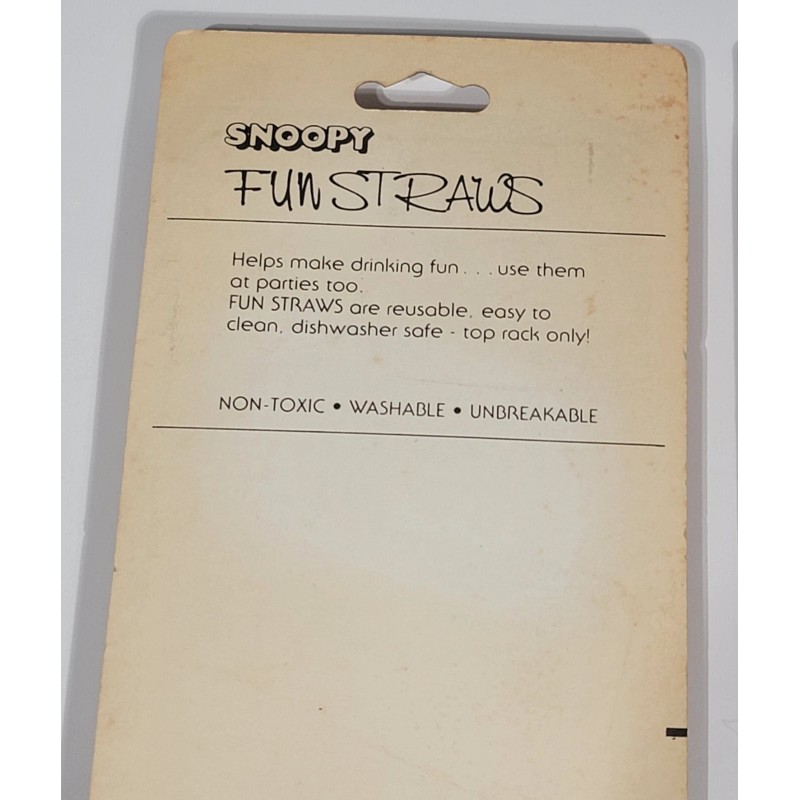 SNOOPY
FUN STRAWS
Helps make drinking fun . . . use them
at parties too.
FUN STRAWS are reusable, easy to
clean, dishwasher safe - top rack only!
NON-TOXIC • WASHABLE • UNBREAKABLE